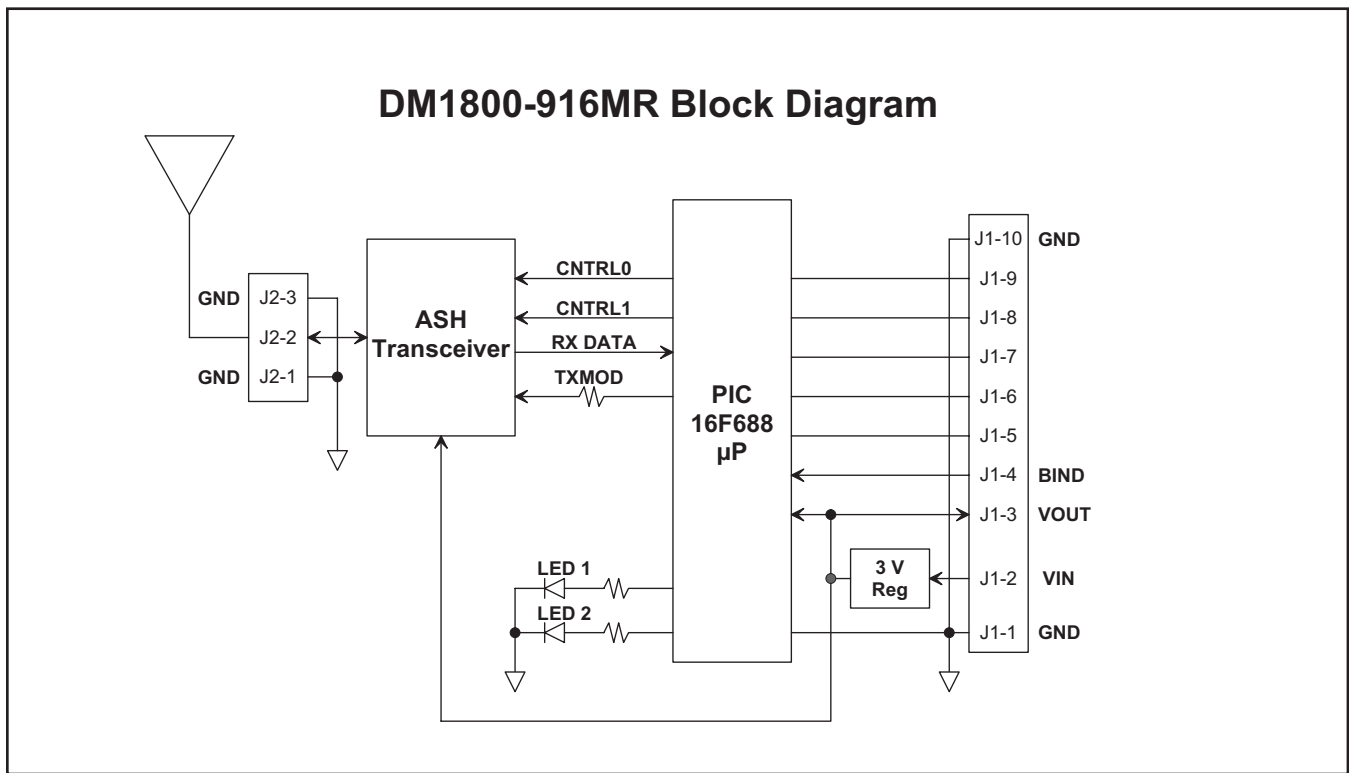 DM1800-916MR Block Diagram
GND J2-3
J2-2
GND J2-1
ASH
Transceiver
CNTRL0
CNTRL1
RX DATA
TXMOD
LED 1
LED 2
PIC
16F688
µP
3 V
Reg
J1-10 GND
J1-9
J1-8
J1-7
J1-6
J1-5
J1-4 BIND
J1-3 VOUT
J1-2 VIN
J1-1 GND